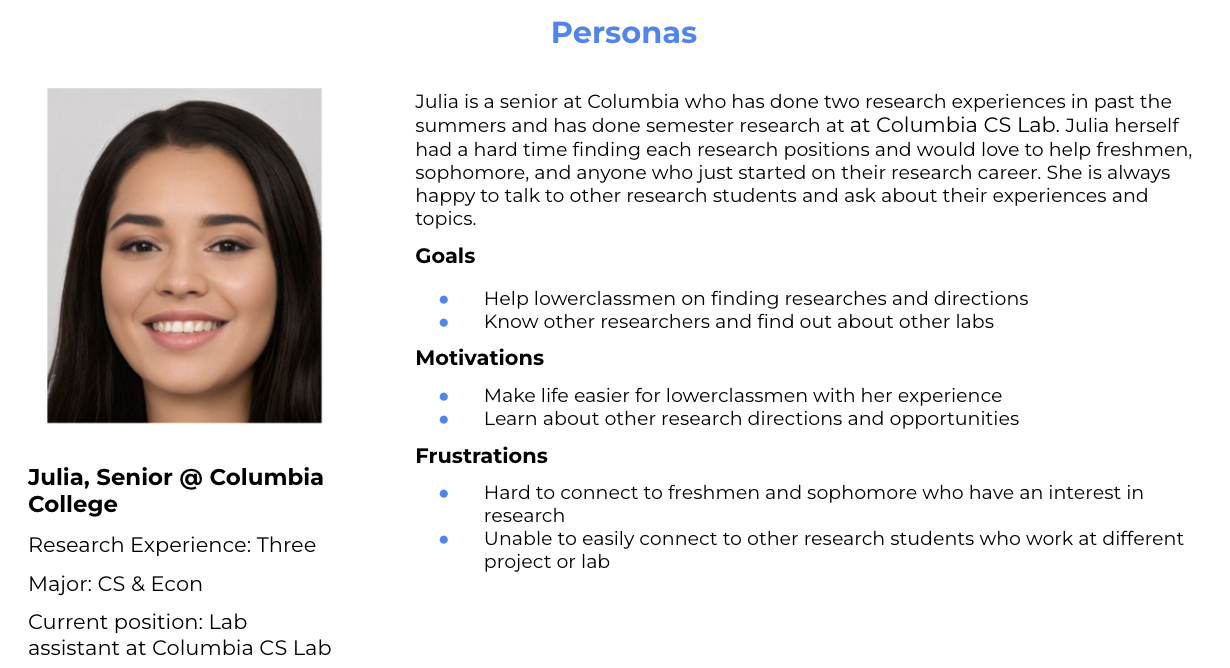 Personas
Julia, Senior @ Columbia
College
Research Experience: Three
Major: CS & Econ
Current position: Lab
assistant at Columbia CS Lab
Julia is a senior at Columbia who has done two research experiences in past the
summers and has done semester research at at Columbia CS Lab. Julia herself
had a hard time finding each research positions and would love to help freshmen,
sophomore, and anyone who just started on their research career. She is always
happy to talk to other research students and ask about their experiences and
topics.
Goals
● Help lowerclassmen on finding researches and directions
● Know other researchers and find out about other labs
Motivations
● Make life easier for lowerclassmen with her experience
● Learn about other research directions and opportunities
Frustrations
● Hard to connect to freshmen and sophomore who have an interest in
research
● Unable to easily connect to other research students who work at different
project or lab